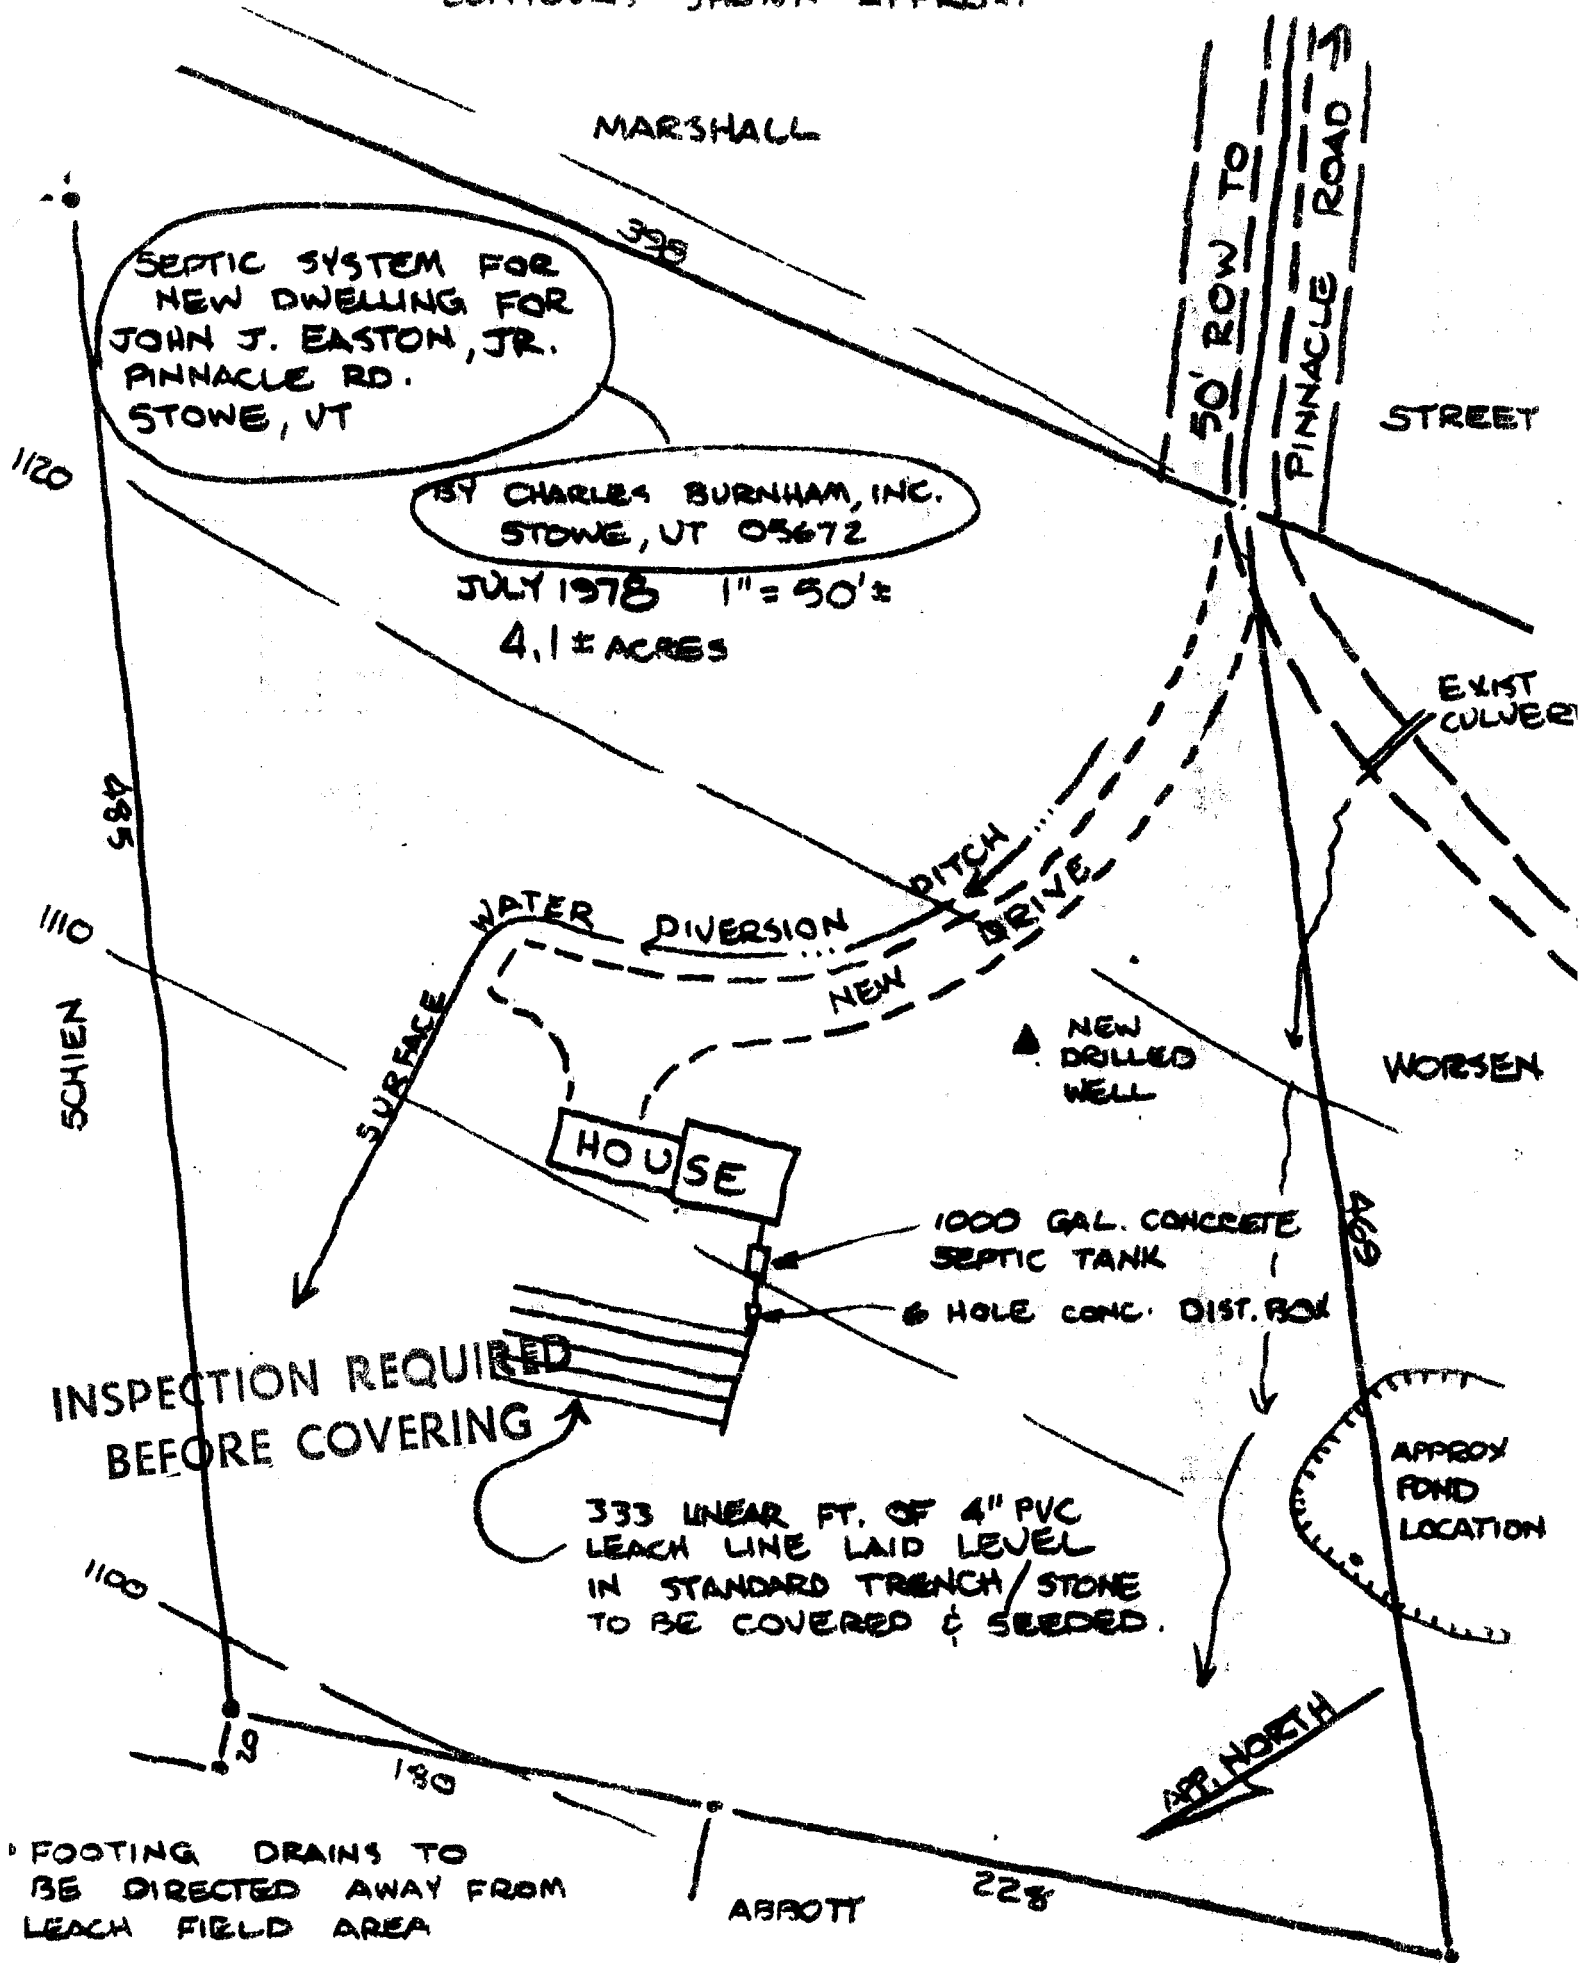 MARSHALL
398
SEPTIC SYSTEM FOR
NEW DWELLING FOR
JOHN J. EASTON, JR.
PINNACLE RD.
STOWE, VT
50' ROW TO
PINNACLE ROAD
STREET
1120
BY CHARLES BURNHAM, INC.
STOWE, VT 05672
JULY 1978 1" = 50'±
4.1 ± ACRES
EXIST
CULVERT
485
1110
SURFACE WATER DIVERSION DITCH
NEW DRIVE
SCHIEN
NEW
DRILLED
WELL
WORSEN
HOUSE
1000 GAL. CONCRETE
SEPTIC TANK
469
6 HOLE CONC. DIST. BOX
INSPECTION REQUIRED
BEFORE COVERING
APPROX
POND
LOCATION
333 LINEAR FT. OF 4" PVC
LEACH LINE LAID LEVEL
IN STANDARD TRENCH/STONE
TO BE COVERED & SEEDED.
1100
29
180
APP. NORTH
FOOTING DRAINS TO
BE DIRECTED AWAY FROM
LEACH FIELD AREA
ABBOTT
228